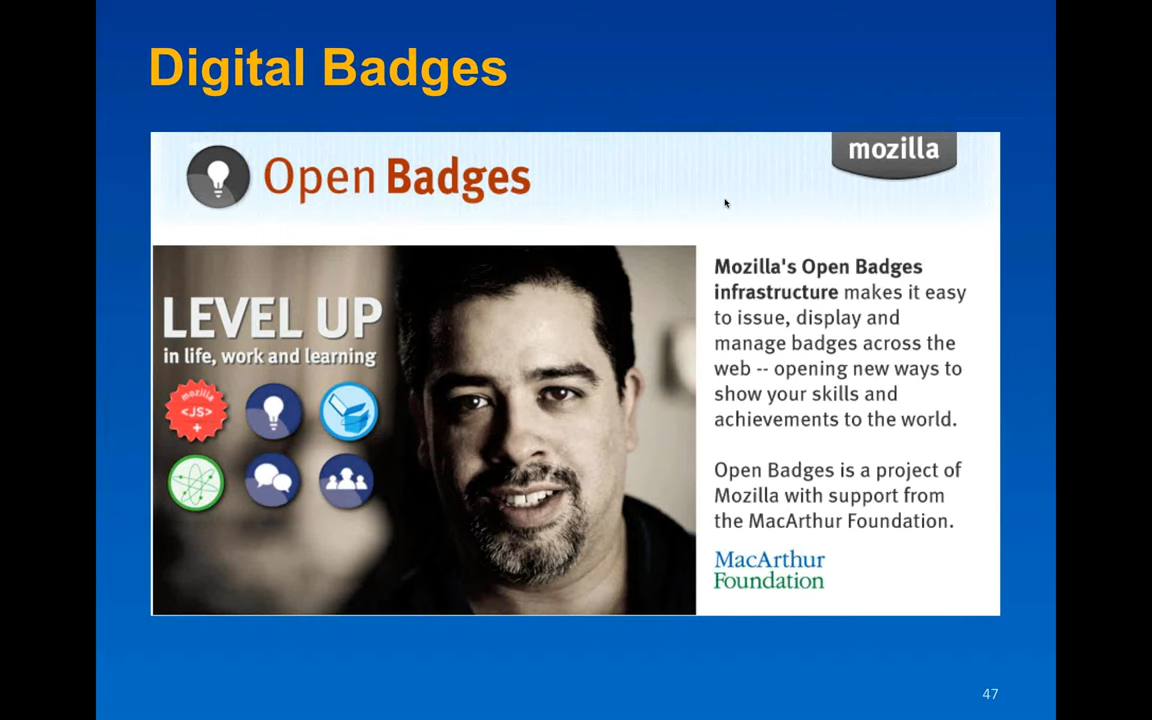 Digital Badges
Open Badges
mozilla
LEVEL UP
in life, work and learning
mozilla
<JS>
+
Mozilla's Open Badges
infrastructure makes it easy
to issue, display and
manage badges across the
web -- opening new ways to
show your skills and
achievements to the world.
Open Badges is a project of
Mozilla with support from
the MacArthur Foundation.
MacArthur
Foundation
47